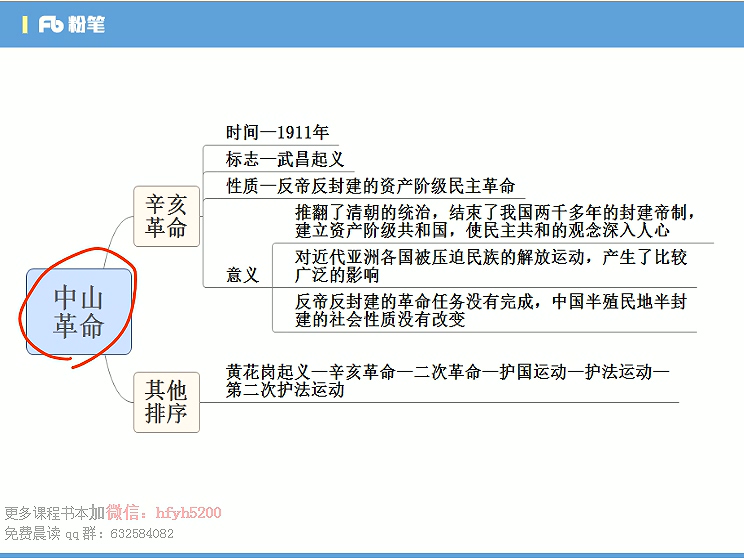 粉笔
时间—1911年
标志—武昌起义
性质—反帝反封建的资产阶级民主革命
辛亥
革命
推翻了清朝的统治，结束了我国两千多年的封建帝制，
建立资产阶级共和国，使民主共和的观念深入人心
意义
对近代亚洲各国被压迫民族的解放运动，产生了比较
广泛的影响
反帝反封建的革命任务没有完成，中国半殖民地半封
建的社会性质没有改变
中山
革命
其他
排序
黄花岗起义—辛亥革命—二次革命—护国运动—护法运动—
第二次护法运动
更多课程书本加微信：hfyh5200
免费晨读qq群：632584082